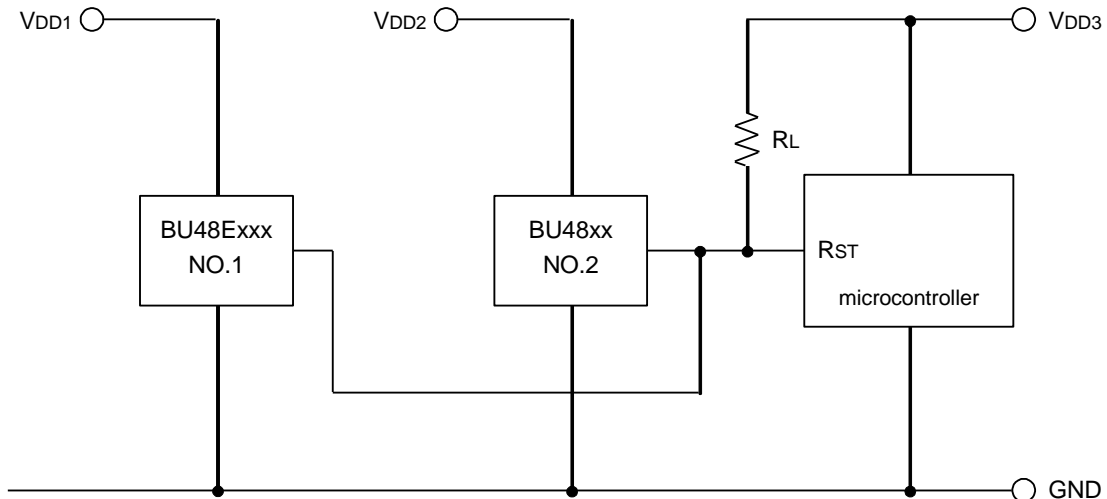 VDD1
VDD2
VDD3
RL
BU48Exxx
NO.1
BU48xx
NO.2
RST
microcontroller
GND